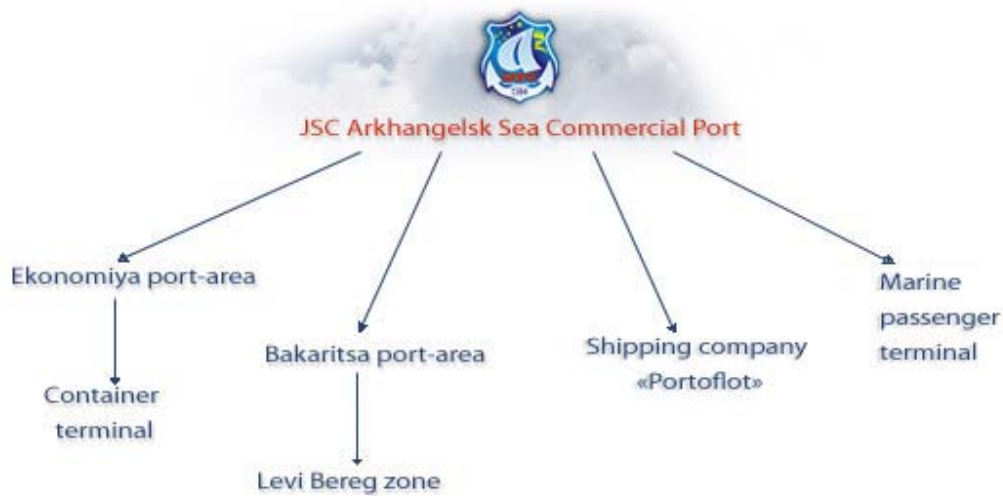 JSC Arkhangelsk Sea Commercial Port
Ekonomiya port-area
Container
terminal
Bakaritsa port-area
Levi Bereg zone
Shipping company
«Portoflot»
Marine
passenger
terminal